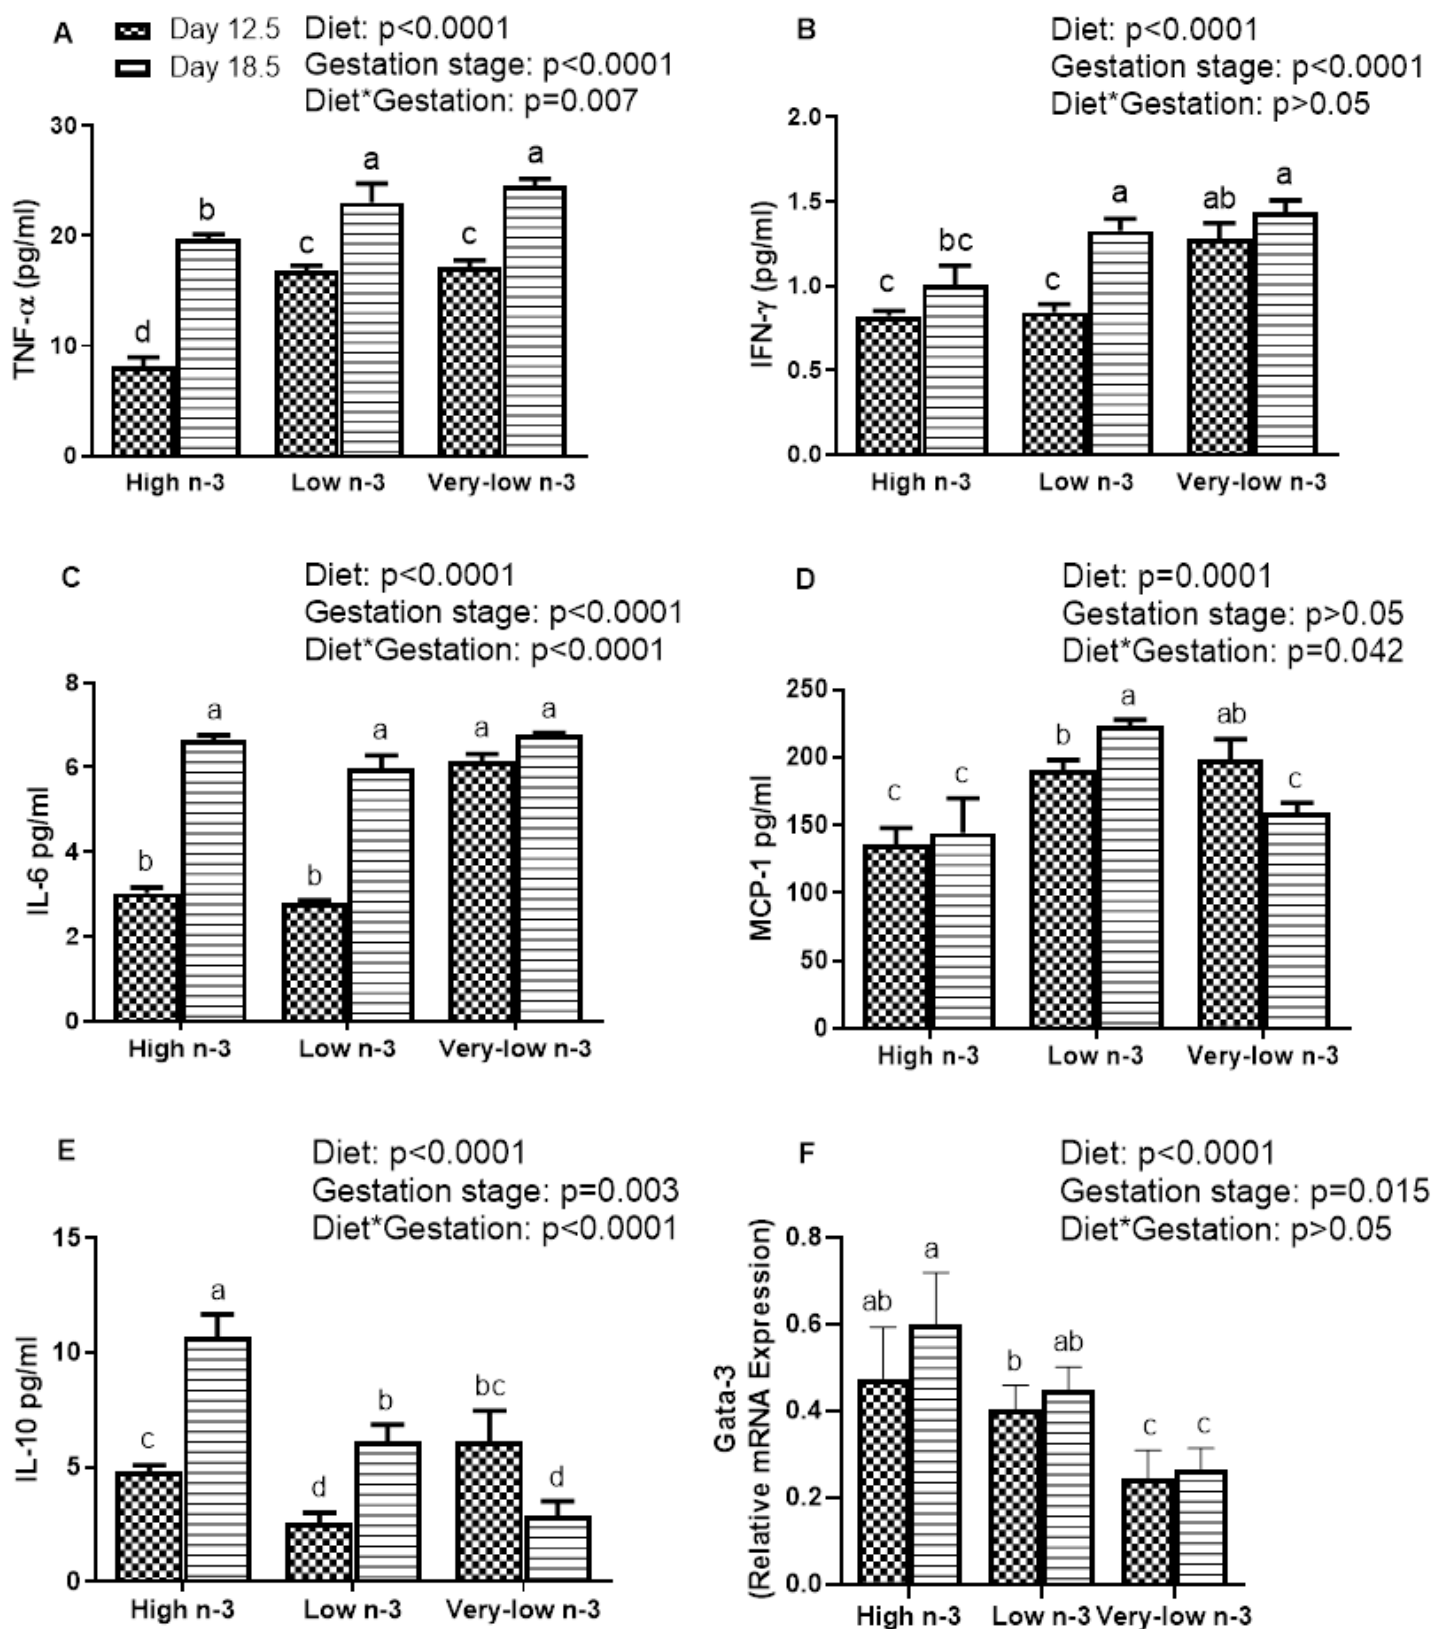 A
Day 12.5
Day 18.5
Diet: p<0.0001
Gestation stage: p<0.0001
Diet*Gestation: p=0.007
TNF-α (pg/ml)
30
20
10
0
d
b
c
a
c
a
High n-3
Low n-3
Very-low n-3
B
Diet: p<0.0001
Gestation stage: p<0.0001
Diet*Gestation: p>0.05
IFN-γ (pg/ml)
2.0
1.5
1.0
0.5
0.0
c
bc
c
a
ab
a
High n-3
Low n-3
Very-low n-3
C
Diet: p<0.0001
Gestation stage: p<0.0001
Diet*Gestation: p<0.0001
IL-6 pg/ml
8
6
4
2
0
b
a
b
a
a
a
High n-3
Low n-3
Very-low n-3
D
Diet: p=0.0001
Gestation stage: p>0.05
Diet*Gestation: p=0.042
MCP-1 pg/ml
250
200
150
100
50
0
c
c
b
a
ab
c
High n-3
Low n-3
Very-low n-3
E
Diet: p<0.0001
Gestation stage: p=0.003
Diet*Gestation: p<0.0001
IL-10 pg/ml
15
10
5
0
c
a
d
b
bc
d
High n-3
Low n-3
Very-low n-3
F
Diet: p<0.0001
Gestation stage: p=0.015
Diet*Gestation: p>0.05
Gata-3
(Relative mRNA Expression)
0.8
0.6
0.4
0.2
0.0
ab
a
b
ab
c
c
High n-3
Low n-3
Very-low n-3